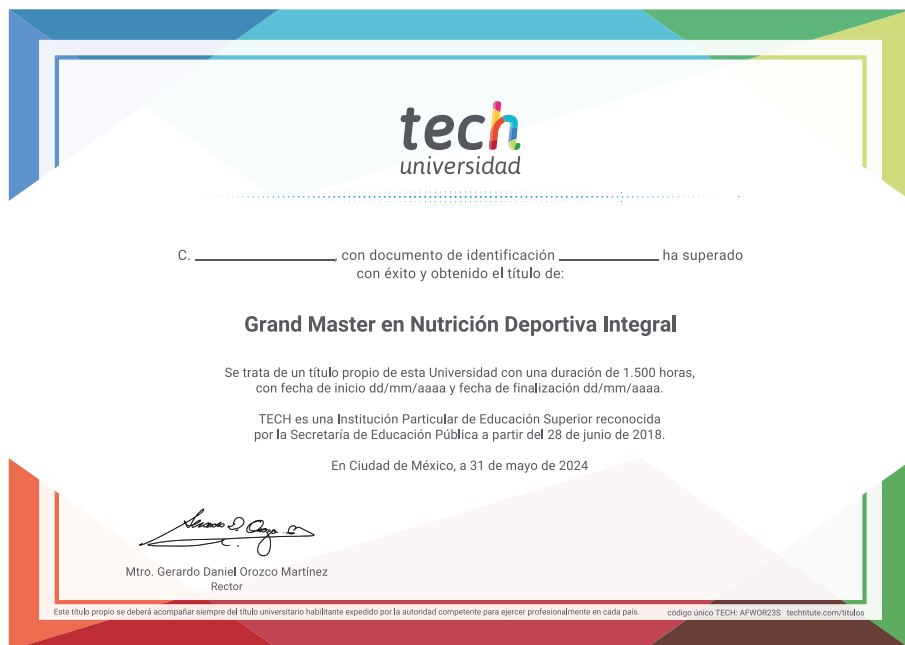 tech
universidad
C. ____________, con documento de identificación ____________ ha superado
con éxito y obtenido el título de:
Grand Master en Nutrición Deportiva Integral
Se trata de un título propio de esta Universidad con una duración de 1.500 horas,
con fecha de inicio dd/mm/aaaa y fecha de finalización dd/mm/aaaa.
TECH es una Institución Particular de Educación Superior reconocida
por la Secretaría de Educación Pública a partir del 28 de junio de 2018.
En Ciudad de México, a 31 de mayo de 2024
Mtro. Gerardo Daniel Orozco Martínez
Rector
Este título propio se deberá acompañar siempre del título universitario habilitante expedido por la autoridad competente para ejercer profesionalmente en cada país. código único TECH: AFWOR23S techtitute.com/titulos